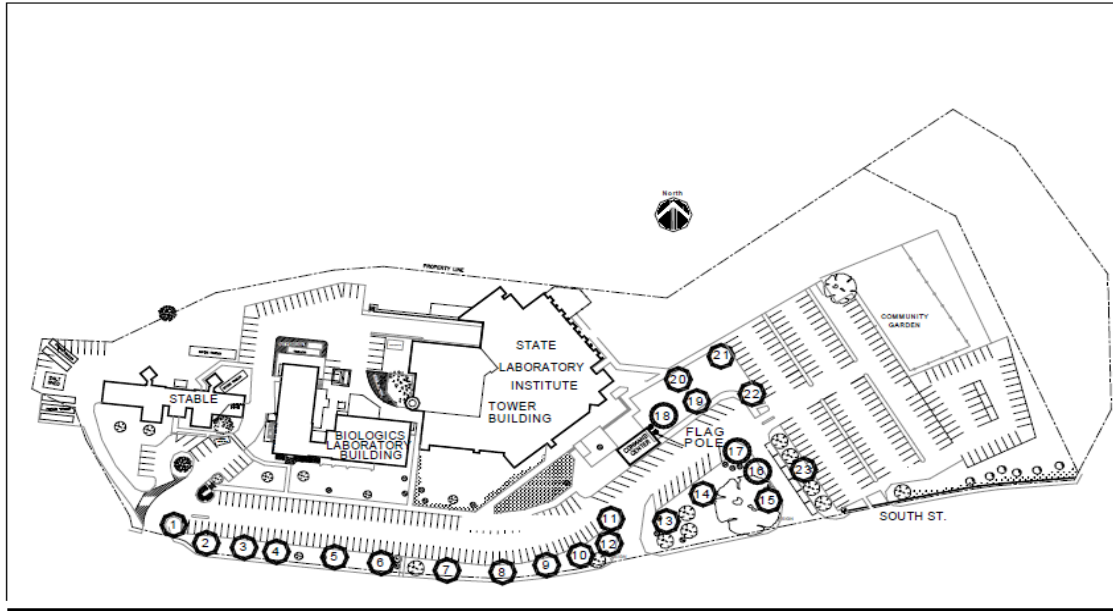 North
PROPERTY LINE
STATE
LABORATORY
INSTITUTE
TOWER
BUILDING
COMMUNITY
GARDEN
STABLE
BIOLOGICS
LABORATORY
BUILDING
COMMAND
CENTER
FLAG
POLE
SOUTH ST.
1
2
3
4
5
6
7
8
9
10
11
12
13
14
15
16
17
18
19
20
21
22
23